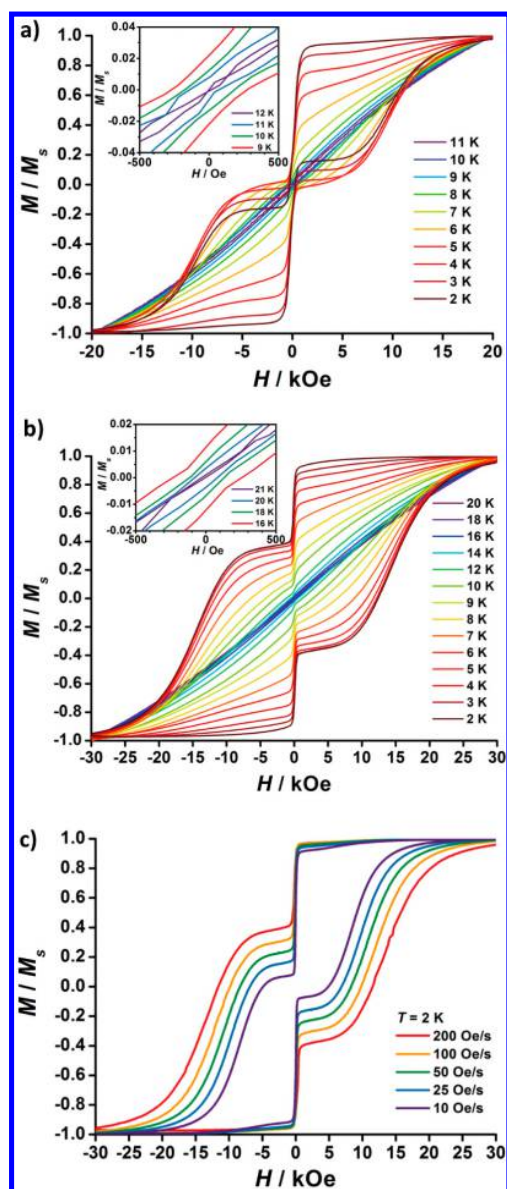 a)
0.04
0.02
0.00
-0.02
-0.04
M / Ms
-500 0 500
H / Oe
12 K
11 K
10 K
9 K
1.0
0.8
0.6
0.4
0.2
0.0
-0.2
-0.4
-0.6
-0.8
-1.0
M / Ms
11 K
10 K
9 K
8 K
7 K
6 K
5 K
4 K
3 K
2 K
-20 -15 -10 -5 0 5 10 15 20
H / kOe
b)
0.02
0.01
0.00
-0.01
-0.02
M / Ms
-500 0 500
H / Oe
21 K
20 K
18 K
16 K
1.0
0.8
0.6
0.4
0.2
0.0
-0.2
-0.4
-0.6
-0.8
-1.0
M / Ms
20 K
18 K
16 K
14 K
12 K
10 K
9 K
8 K
7 K
6 K
5 K
4 K
3 K
2 K
-30 -25 -20 -15 -10 -5 0 5 10 15 20 25 30
H / kOe
c)
1.0
0.8
0.6
0.4
0.2
0.0
-0.2
-0.4
-0.6
-0.8
-1.0
M / Ms
T = 2 K
200 Oe/s
100 Oe/s
50 Oe/s
25 Oe/s
10 Oe/s
-30 -25 -20 -15 -10 -5 0 5 10 15 20 25 30
H / kOe